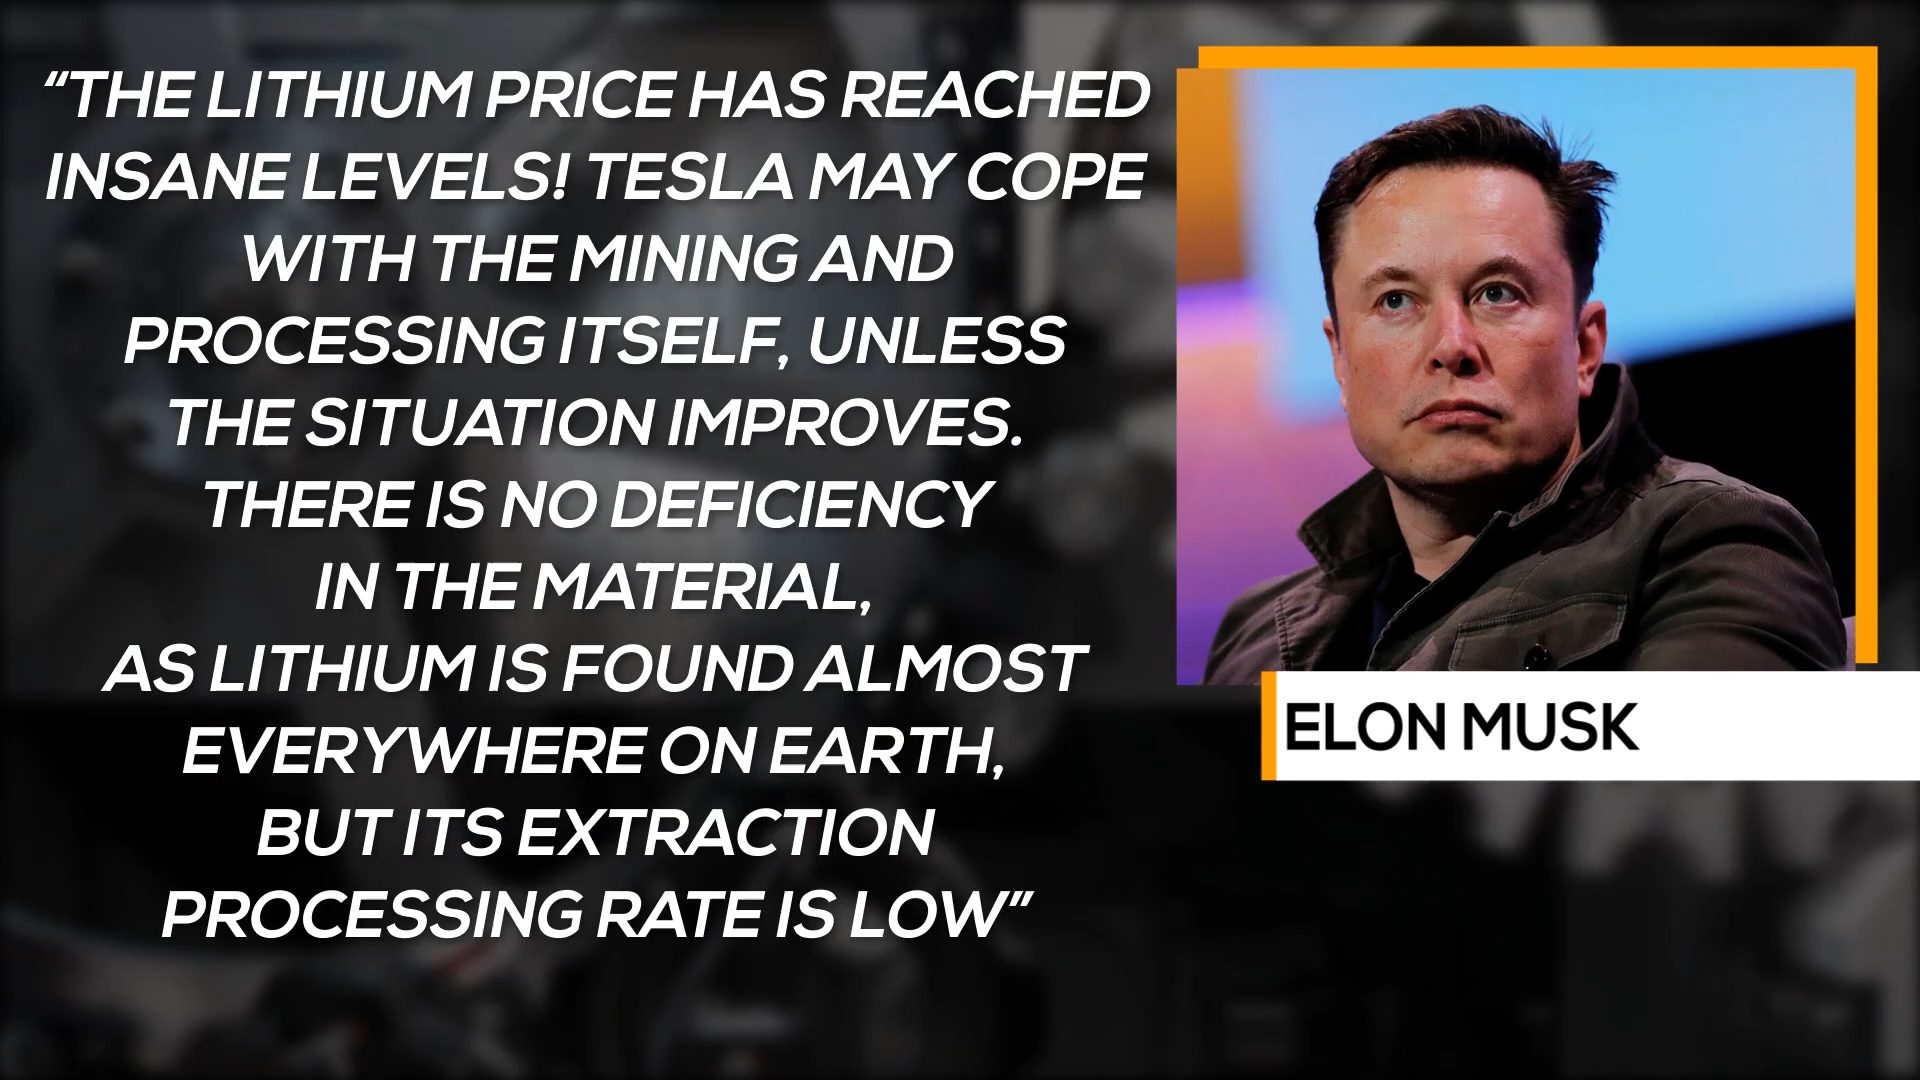 “THE LITHIUM PRICE HAS REACHED
INSANE LEVELS! TESLA MAY COPE
WITH THE MINING AND
PROCESSING ITSELF, UNLESS
THE SITUATION IMPROVES.
THERE IS NO DEFICIENCY
IN THE MATERIAL,
AS LITHIUM IS FOUND ALMOST
EVERYWHERE ON EARTH,
BUT ITS EXTRACTION
PROCESSING RATE IS LOW”
ELON MUSK